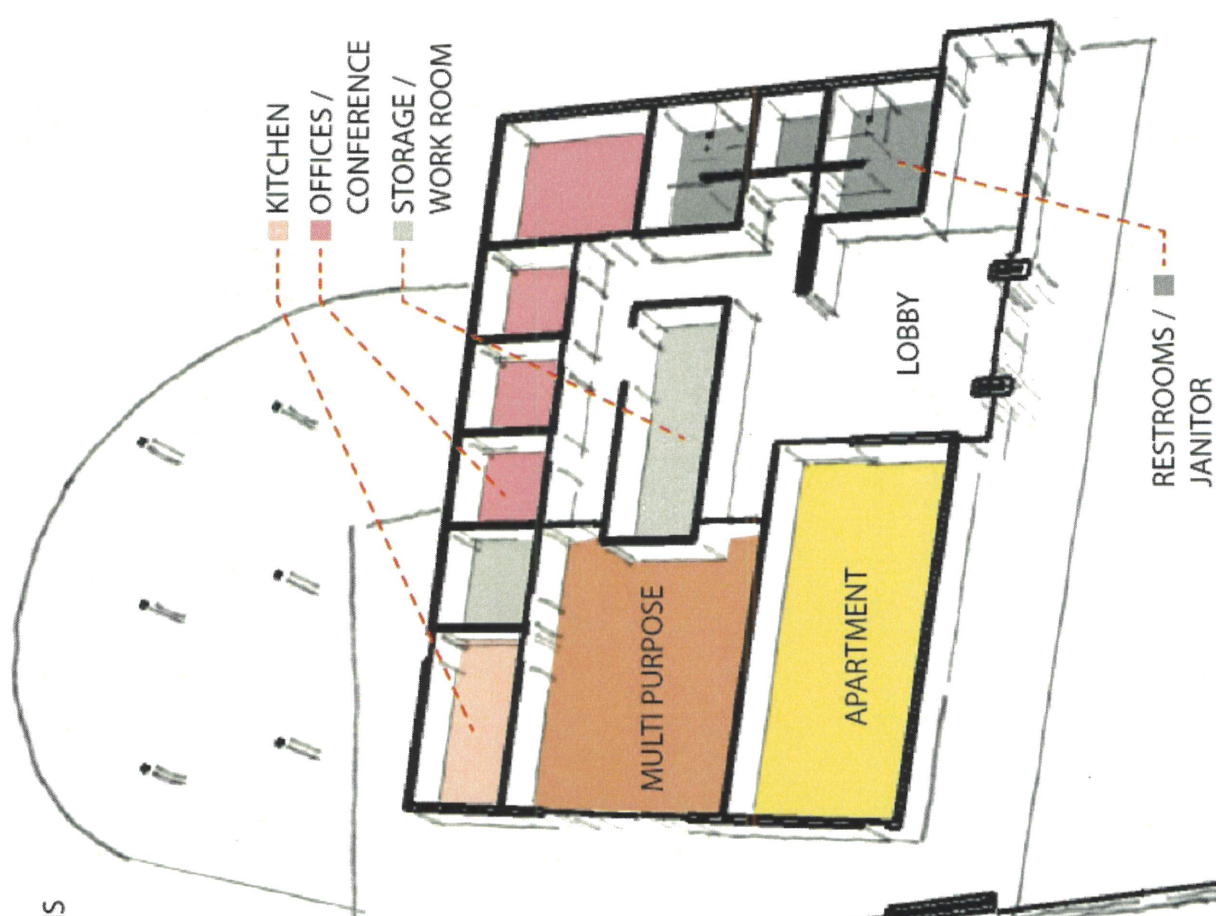 KITCHEN
OFFICES /
CONFERENCE
STORAGE /
WORK ROOM
MULTI PURPOSE
APARTMENT
LOBBY
RESTROOMS /
JANITOR